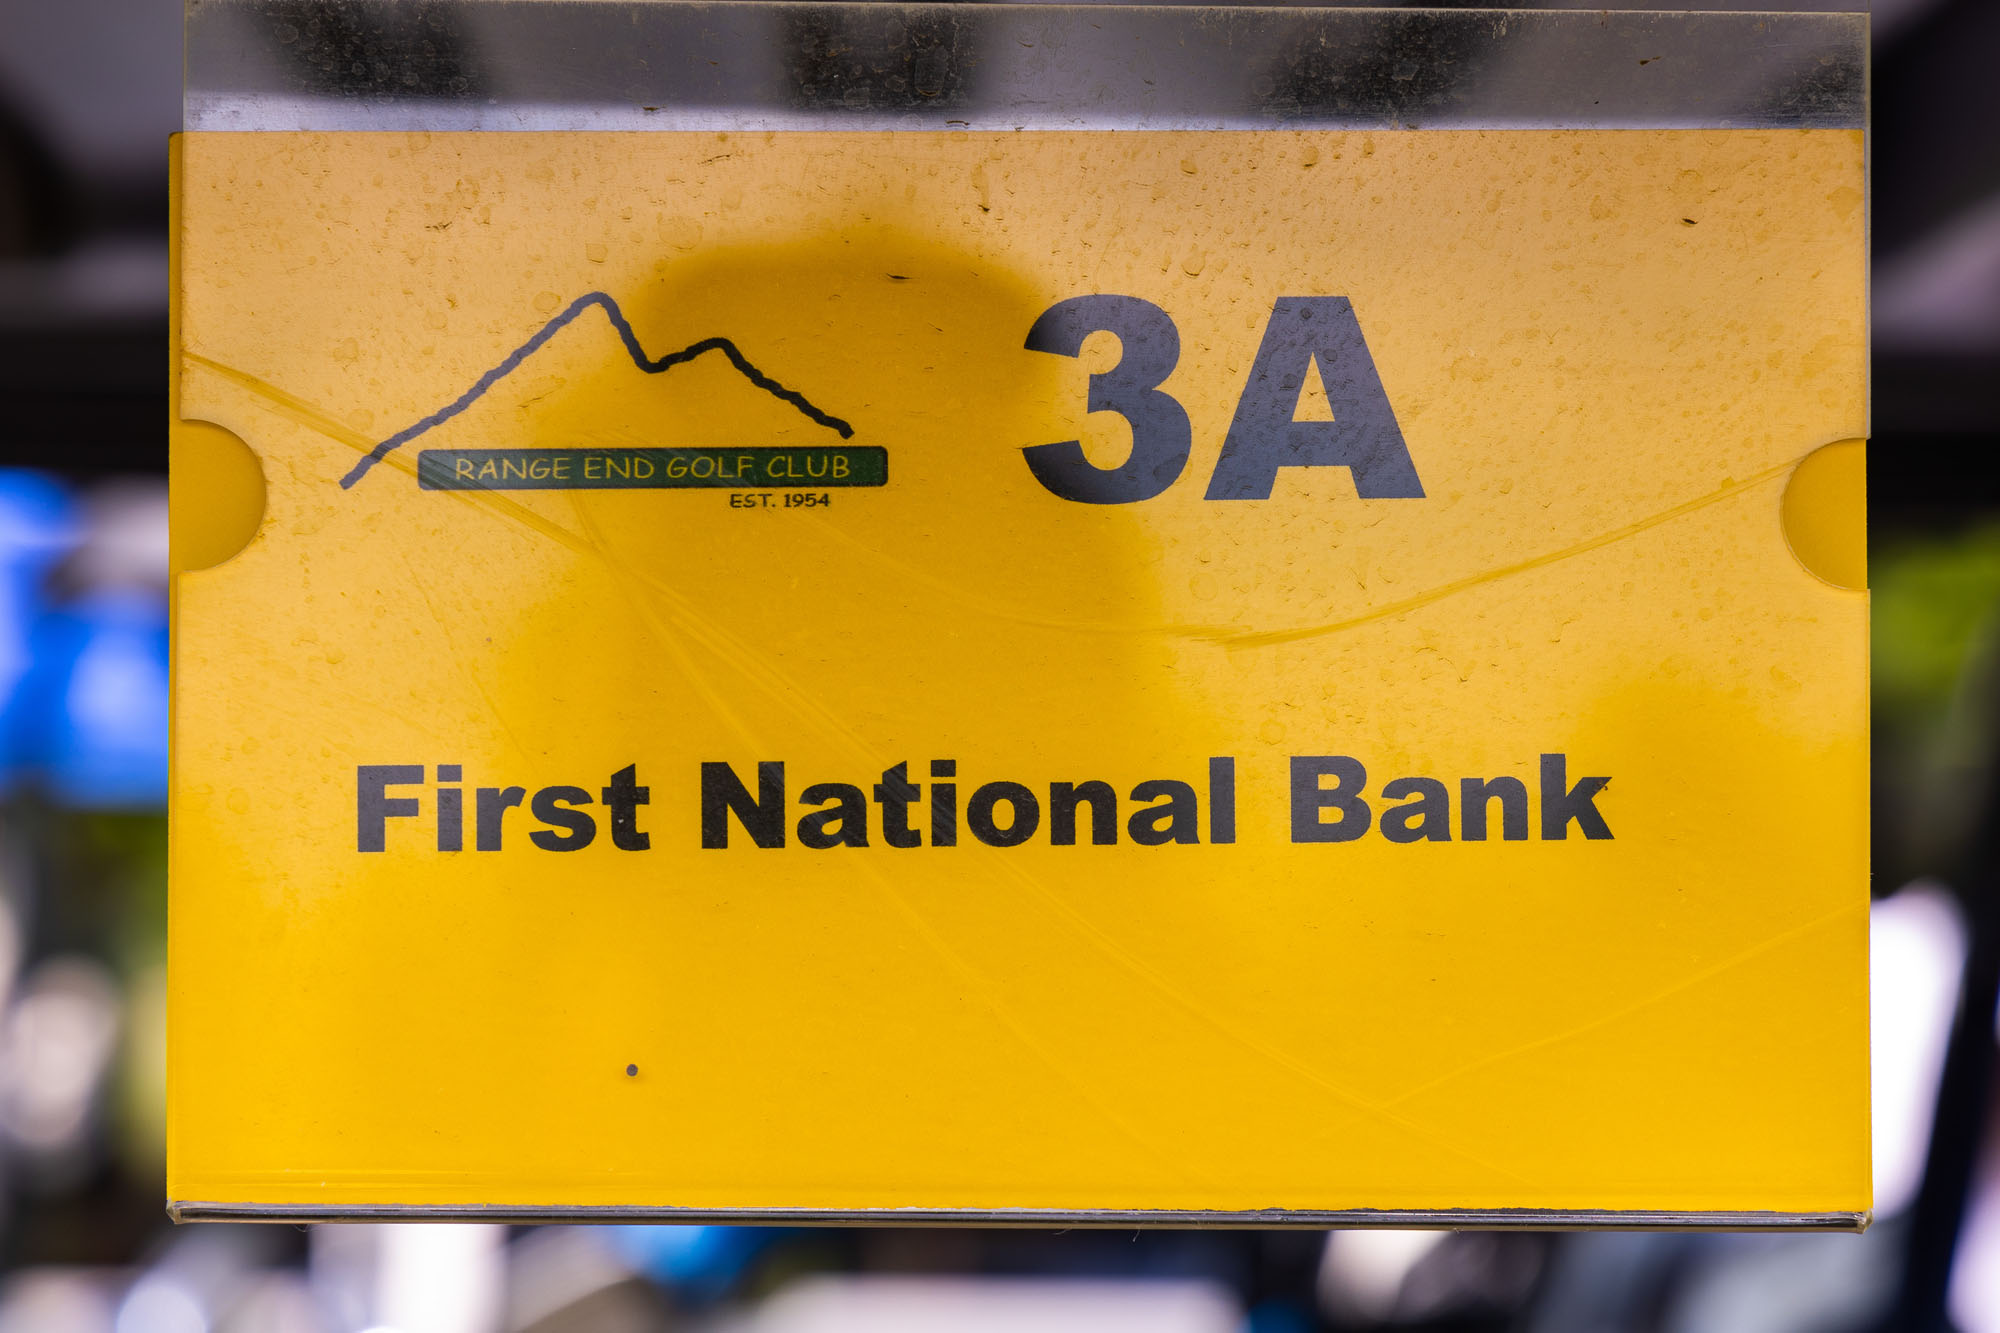 RANGE END GOLF CLUB
EST. 1954
3A
First National Bank